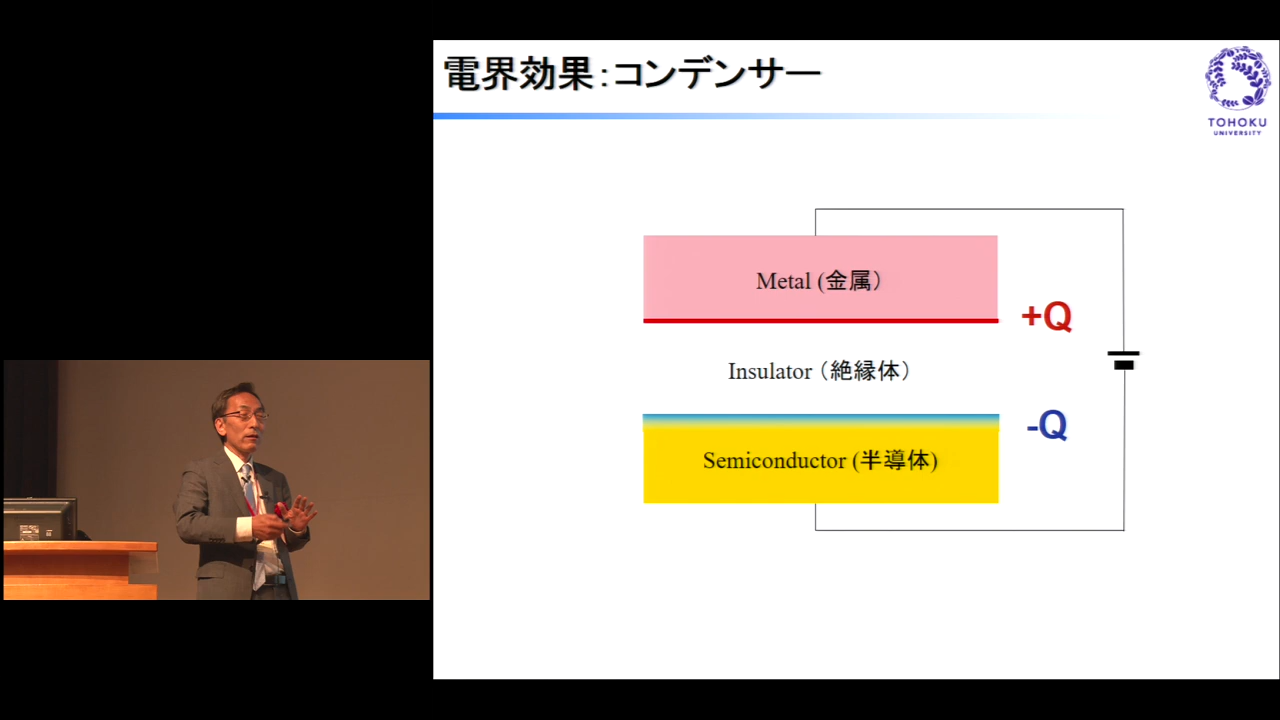 電界効果：コンデンサー
TOHOKU
UNIVERSITY
Metal (金属）
+Q
Insulator（絶縁体）
-Q
Semiconductor (半導体)